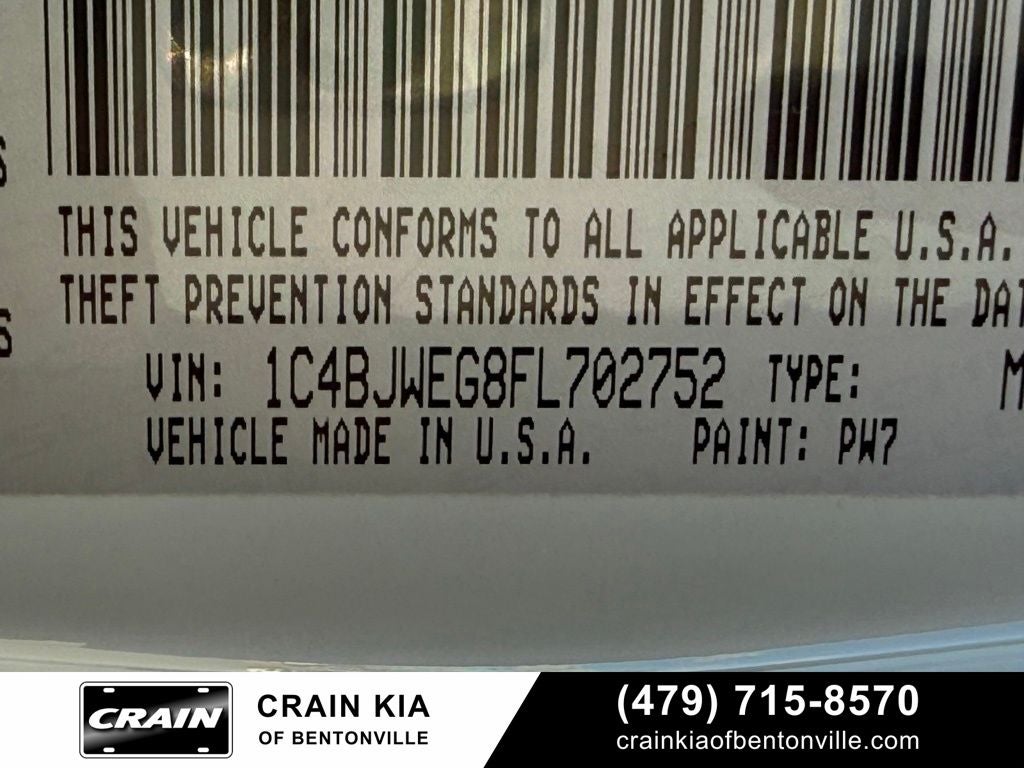 THIS VEHICLE CONFORMS TO ALL APPLICABLE U.S.A.
THEFT PREVENTION STANDARDS IN EFFECT ON THE
VIN: 1C4BJWEG8FL702752 TYPE:
VEHICLE MADE IN U.S.A. PAINT: PW7
CRAIN
CRAIN KIA
OF BENTONVILLE
(479) 715-8570
crainkiaofbentonville.com